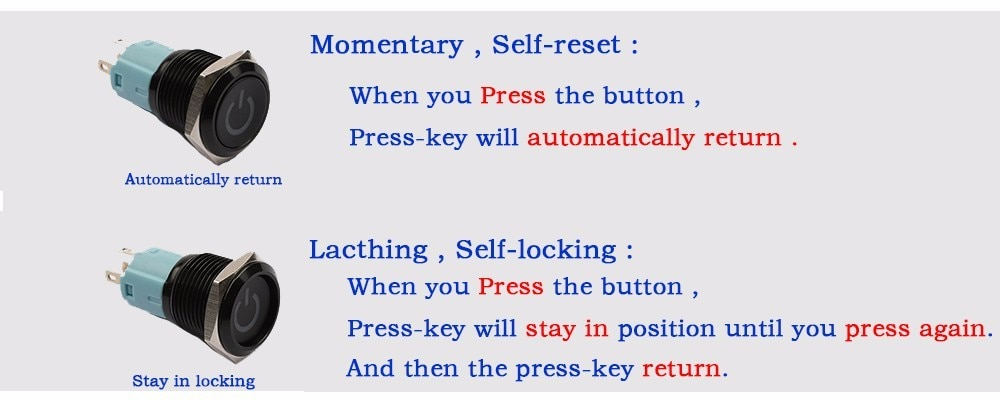 Momentary , Self-reset :
When you Press the button ,
Press-key will automatically return .
Automatically return
Lacthing , Self-locking :
When you Press the button ,
Press-key will stay in position until you press again.
And then the press-key return.
Stay in locking